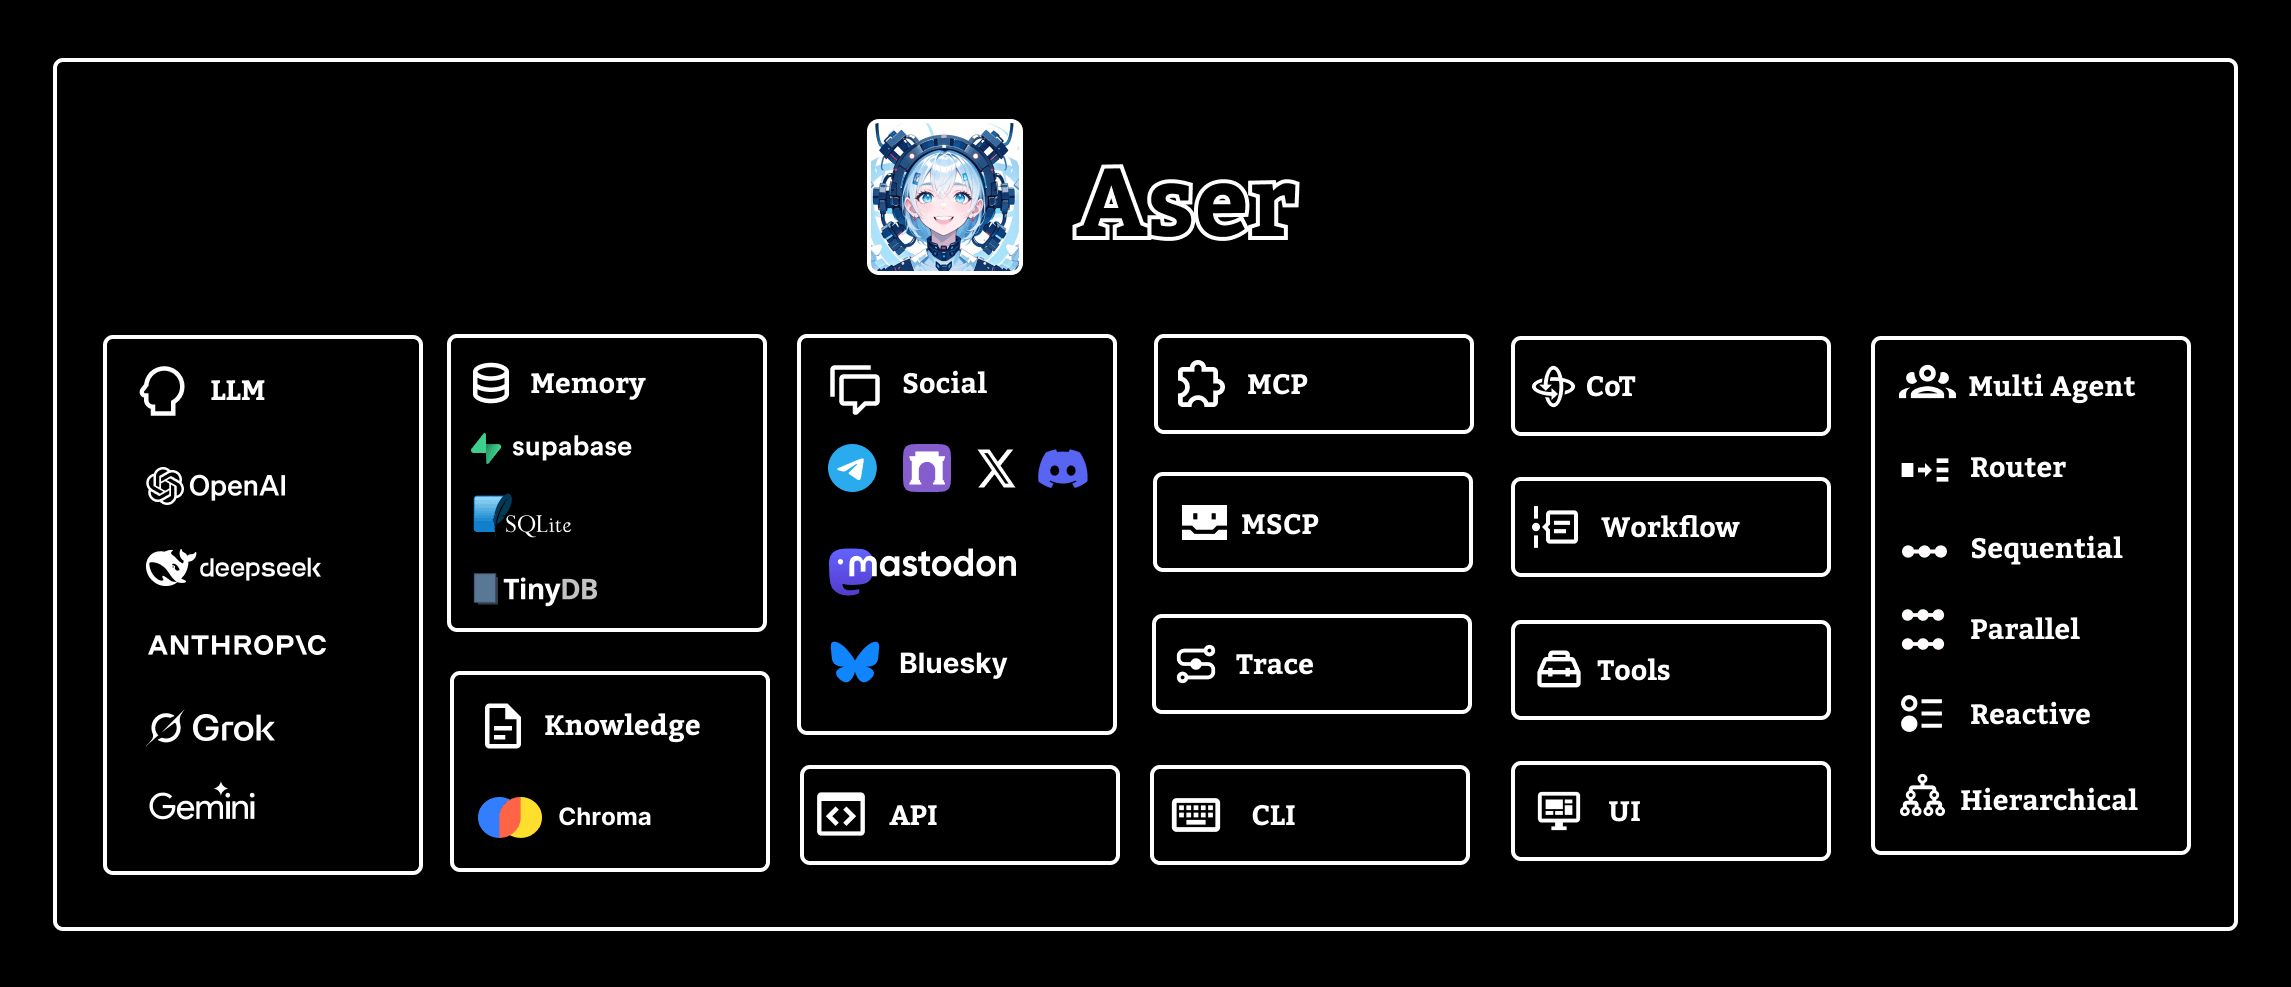 Aser
LLM
OpenAI
deepseek
ANTHROP\C
Grok
Gemini
Memory
supabase
SQLite
TinyDB
Knowledge
Chroma
Social
mastodon
Bluesky
API
MCP
MSCP
Trace
CLI
CoT
Workflow
Tools
UI
Multi Agent
Router
Sequential
Parallel
Reactive
Hierarchical